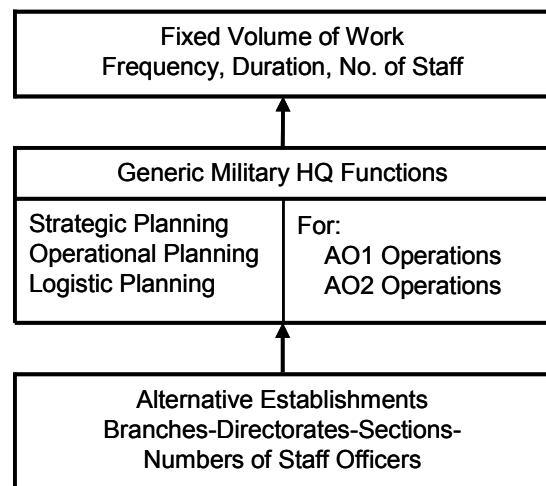 Fixed Volume of Work
Frequency, Duration, No. of Staff
Generic Military HQ Functions
Strategic Planning
Operational Planning
Logistic Planning
For:
AO1 Operations
AO2 Operations
Alternative Establishments
Branches-Directorates-Sections-
Numbers of Staff Officers